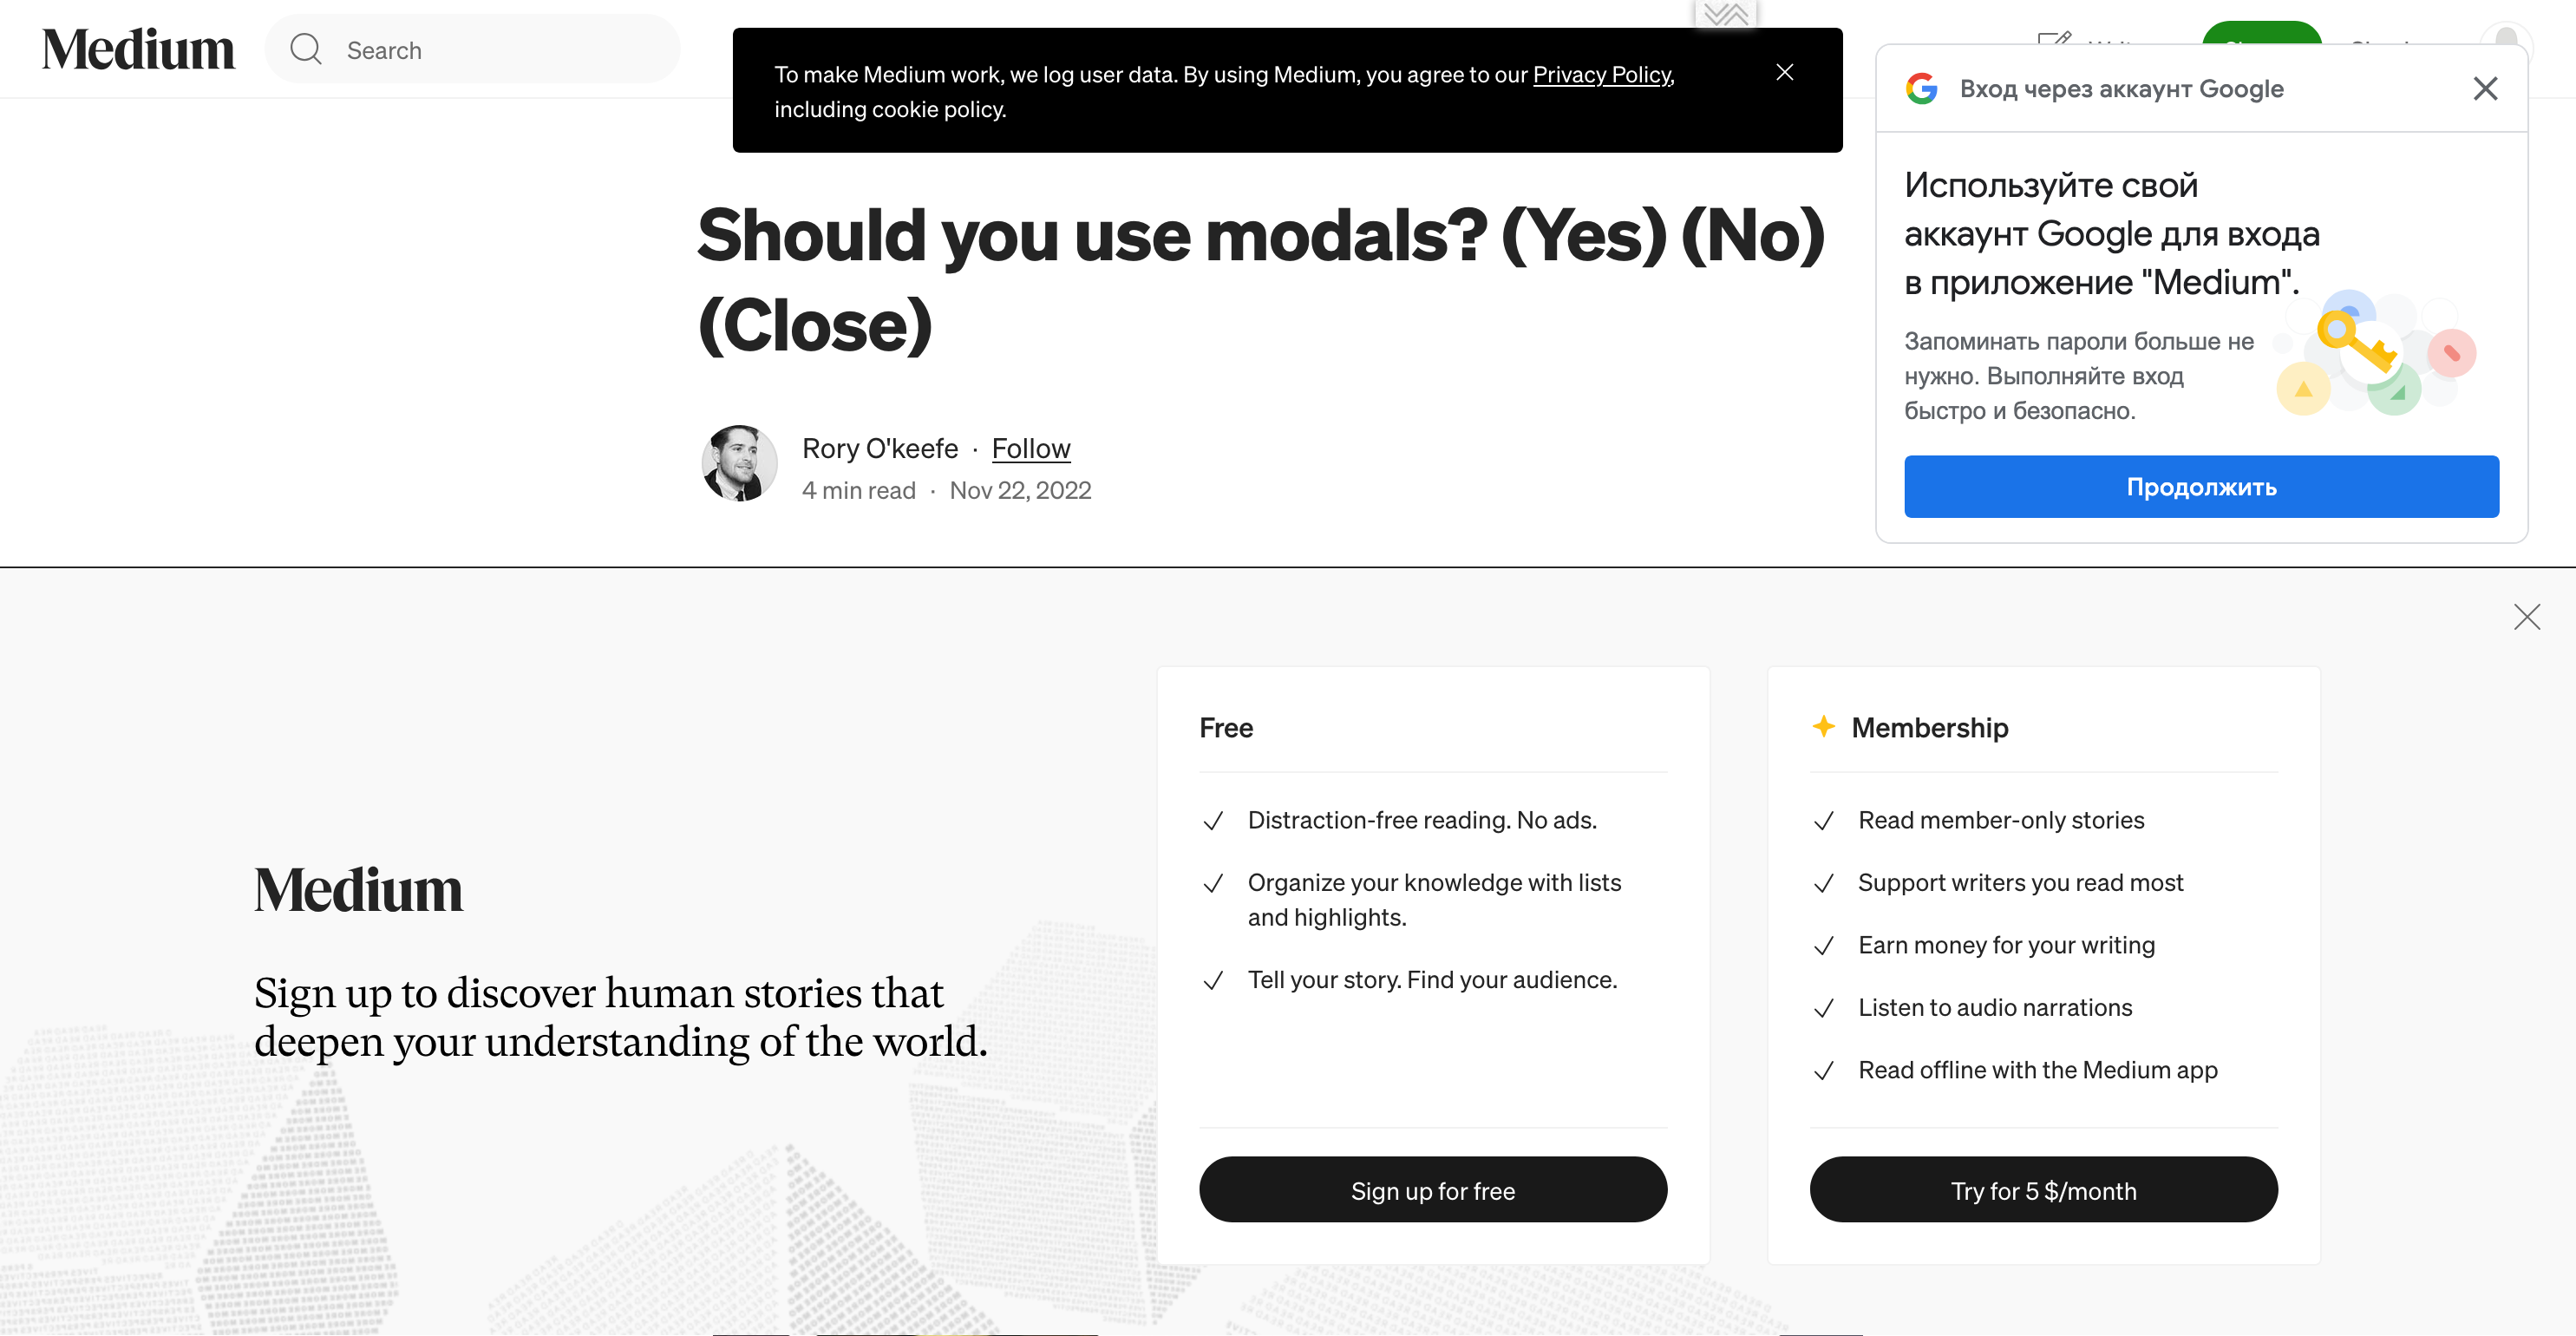 Medium
Search
To make Medium work, we log user data. By using Medium, you agree to our Privacy Policy,
including cookie policy.
Вход через аккаунт Google
Используйте свой
аккаунт Google для входа
в приложение "Medium".
Запоминать пароли больше не
нужно. Выполняйте вход
быстро и безопасно.
Продолжить
Should you use modals? (Yes) (No)
(Close)
Rory O'keefe · Follow
4 min read · Nov 22, 2022
Medium
Sign up to discover human stories that
deepen your understanding of the world.
Free
Distraction-free reading. No ads.
Organize your knowledge with lists
and highlights.
Tell your story. Find your audience.
Sign up for free
Membership
Read member-only stories
Support writers you read most
Earn money for your writing
Listen to audio narrations
Read offline with the Medium app
Try for 5 $/month